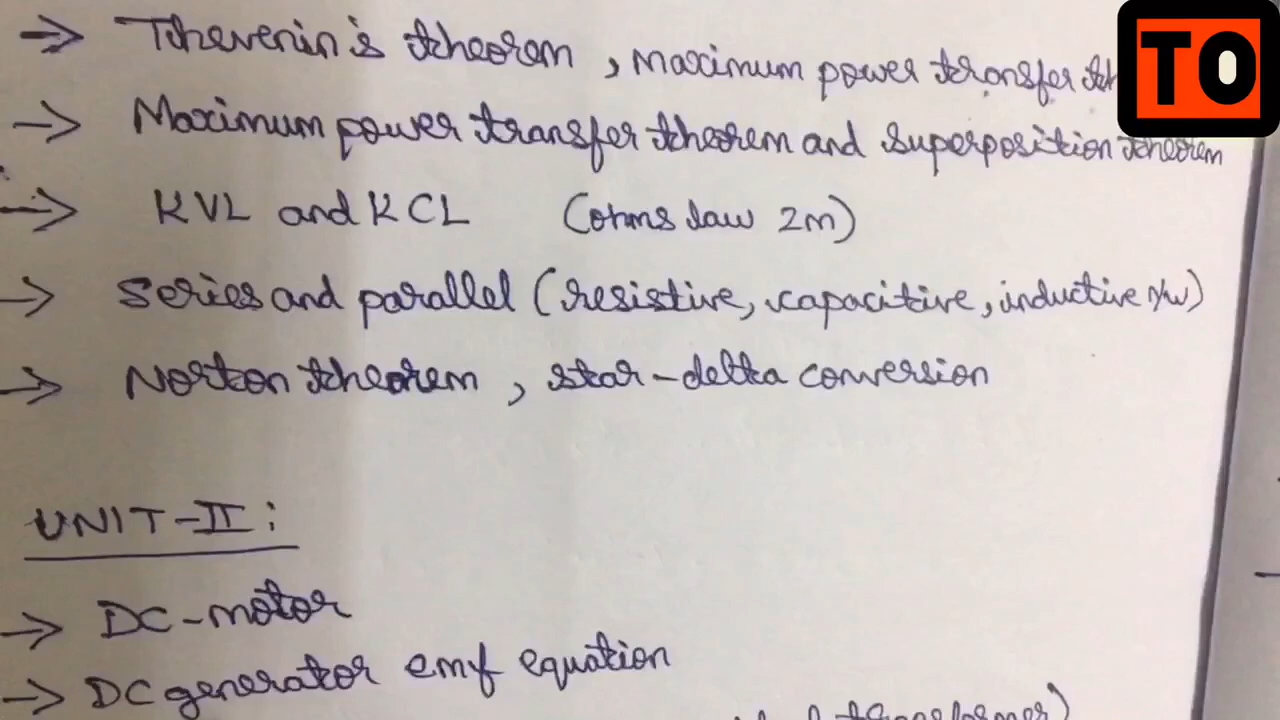 → Thevenin's theorem, maximum power transfer th
TO
→ Maximum power transfer theorem and superposition theorem
→ KVL and KCL (ohms law 2m)
→ series and parallel (resistive, capacitive, inductive n/w)
→ Norton theorem, star-delta conversion
UNIT-II:
→ DC-motor
→ DC generator emf equation
transformer)